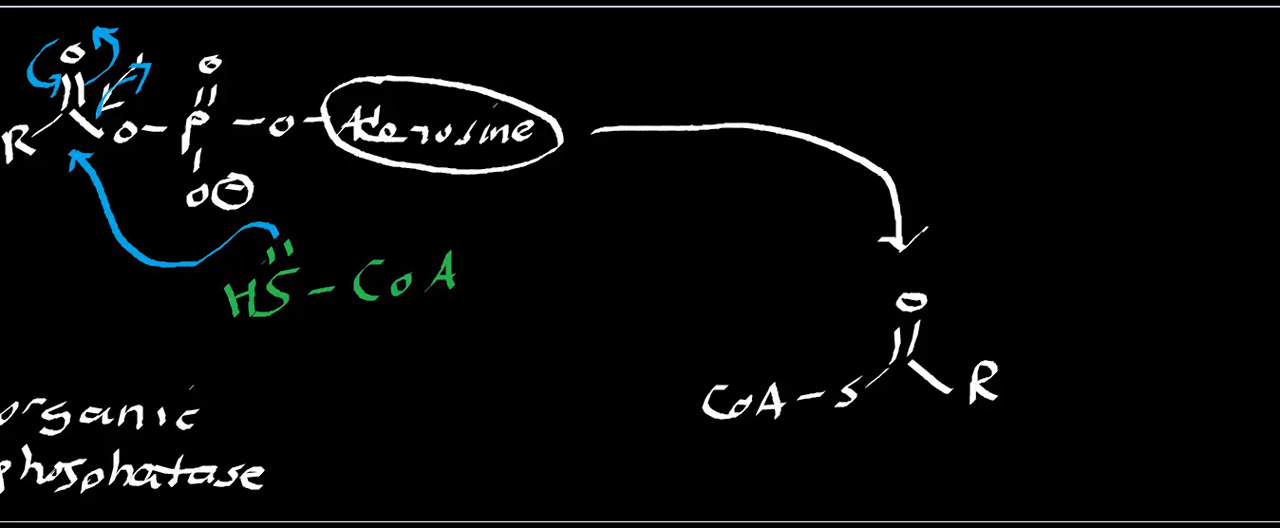 O
O
R O - P - O - Adenosine
O⊖
HS - CoA
O
CoA - S R
organic
phosphatase